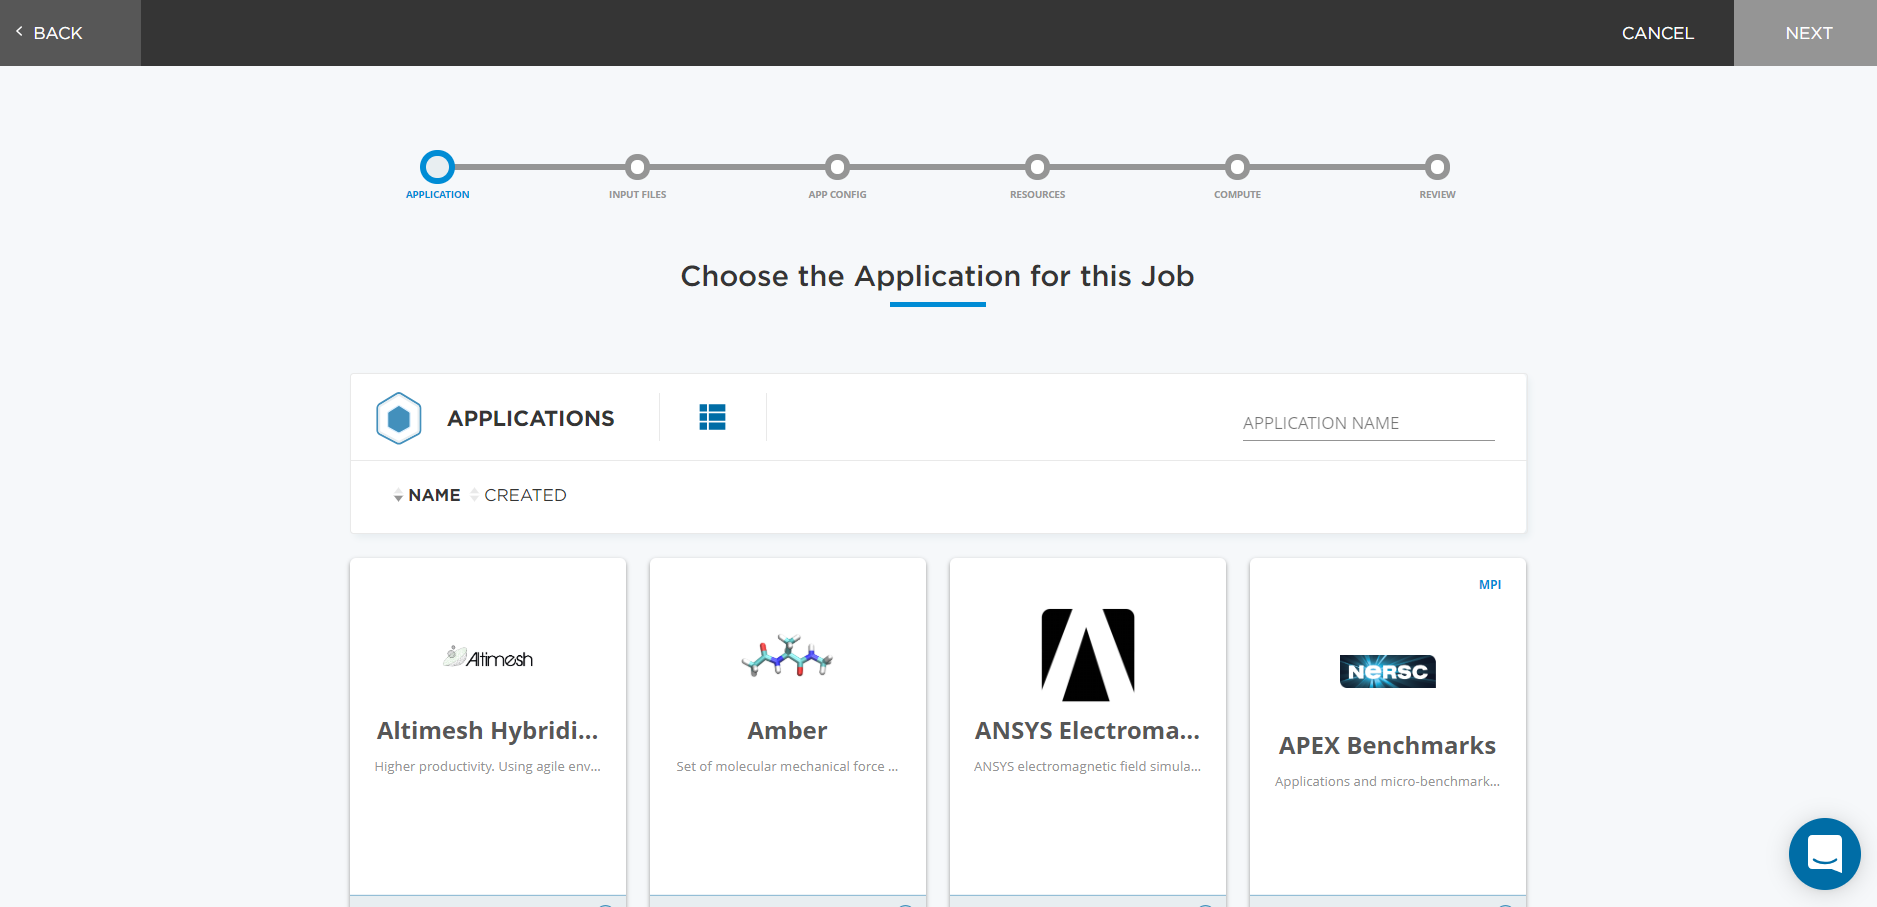 BACK
CANCEL
NEXT
APPLICATION
INPUT FILES
APP CONFIG
RESOURCES
COMPUTE
REVIEW
Choose the Application for this Job
APPLICATIONS
APPLICATION NAME
NAME
CREATED
Altimesh
Altimesh Hybridi...
Higher productivity. Using agile env...
Amber
Set of molecular mechanical force ...
ANSYS Electroma...
ANSYS electromagnetic field simula...
MPI
NERSC
APEX Benchmarks
Applications and micro-benchmark...